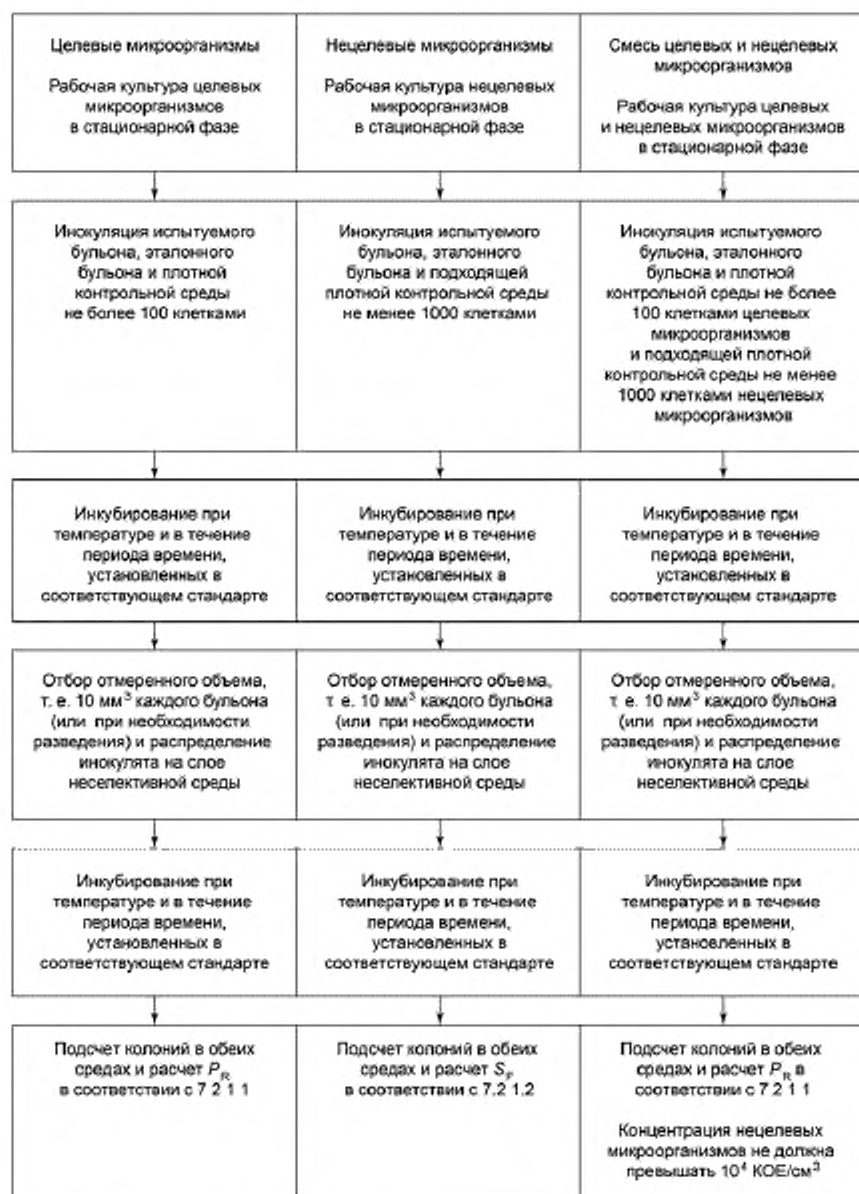 Целевые микроорганизмы
Рабочая культура целевых
микроорганизмов
в стационарной фазе
Нецелевые микроорганизмы
Рабочая культура нецелевых
микроорганизмов
в стационарной фазе
Смесь целевых и нецелевых
микроорганизмов
Рабочая культура целевых
и нецелевых микроорганизмов
в стационарной фазе
Инокуляция испытуемого
бульона, эталонного
бульона и плотной
контрольной среды
не более 100 клетками
Инокуляция испытуемого
бульона, эталонного
бульона и подходящей
плотной контрольной среды
не менее 1000 клетками
Инокуляция испытуемого
бульона, эталонного
бульона и плотной
контрольной среды не более
100 клетками целевых
микроорганизмов
и подходящей плотной
контрольной среды не менее
1000 клетками нецелевых
микроорганизмов
Инкубирование при
температуре и в течение
периода времени,
установленных в
соответствующем стандарте
Инкубирование при
температуре и в течение
периода времени,
установленных в
соответствующем стандарте
Инкубирование при
температуре и в течение
периода времени,
установленных в
соответствующем стандарте
Отбор отмеренного объема,
т. е. 10 мм³ каждого бульона
(или при необходимости
разведения) и распределение
инокулята на слое
неселективной среды
Отбор отмеренного объема,
т е. 10 мм³ каждого бульона
(или при необходимости
разведения) и распределение
инокулята на слое
неселективной среды
Отбор отмеренного объема,
т. е. 10 мм³ каждого бульона
(или при необходимости
разведения) и распределение
инокулята на слое
неселективной среды
Инкубирование при
температуре и в течение
периода времени,
установленных в
соответствующем стандарте
Инкубирование при
температуре и в течение
периода времени,
установленных в
соответствующем стандарте
Инкубирование при
температуре и в течение
периода времени,
установленных в
соответствующем стандарте
Подсчет колоний в обеих
средах и расчет P_R
в соответствии с 7 2 1 1
Подсчет колоний в обеих
средах и расчет S_F
в соответствии с 7.2 1.2
Подсчет колоний в обеих
средах и расчет P_R в
соответствии с 7 2 1 1
Концентрация нецелевых
микроорганизмов не должна
превышать 10⁴ КОЕ/см³